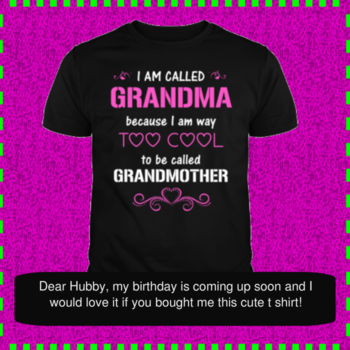 I AM CALLED
GRANDMA
because I am way
TOO COOL
to be called
GRANDMOTHER
Dear Hubby, my birthday is coming up soon and I
would love it if you bought me this cute t shirt!